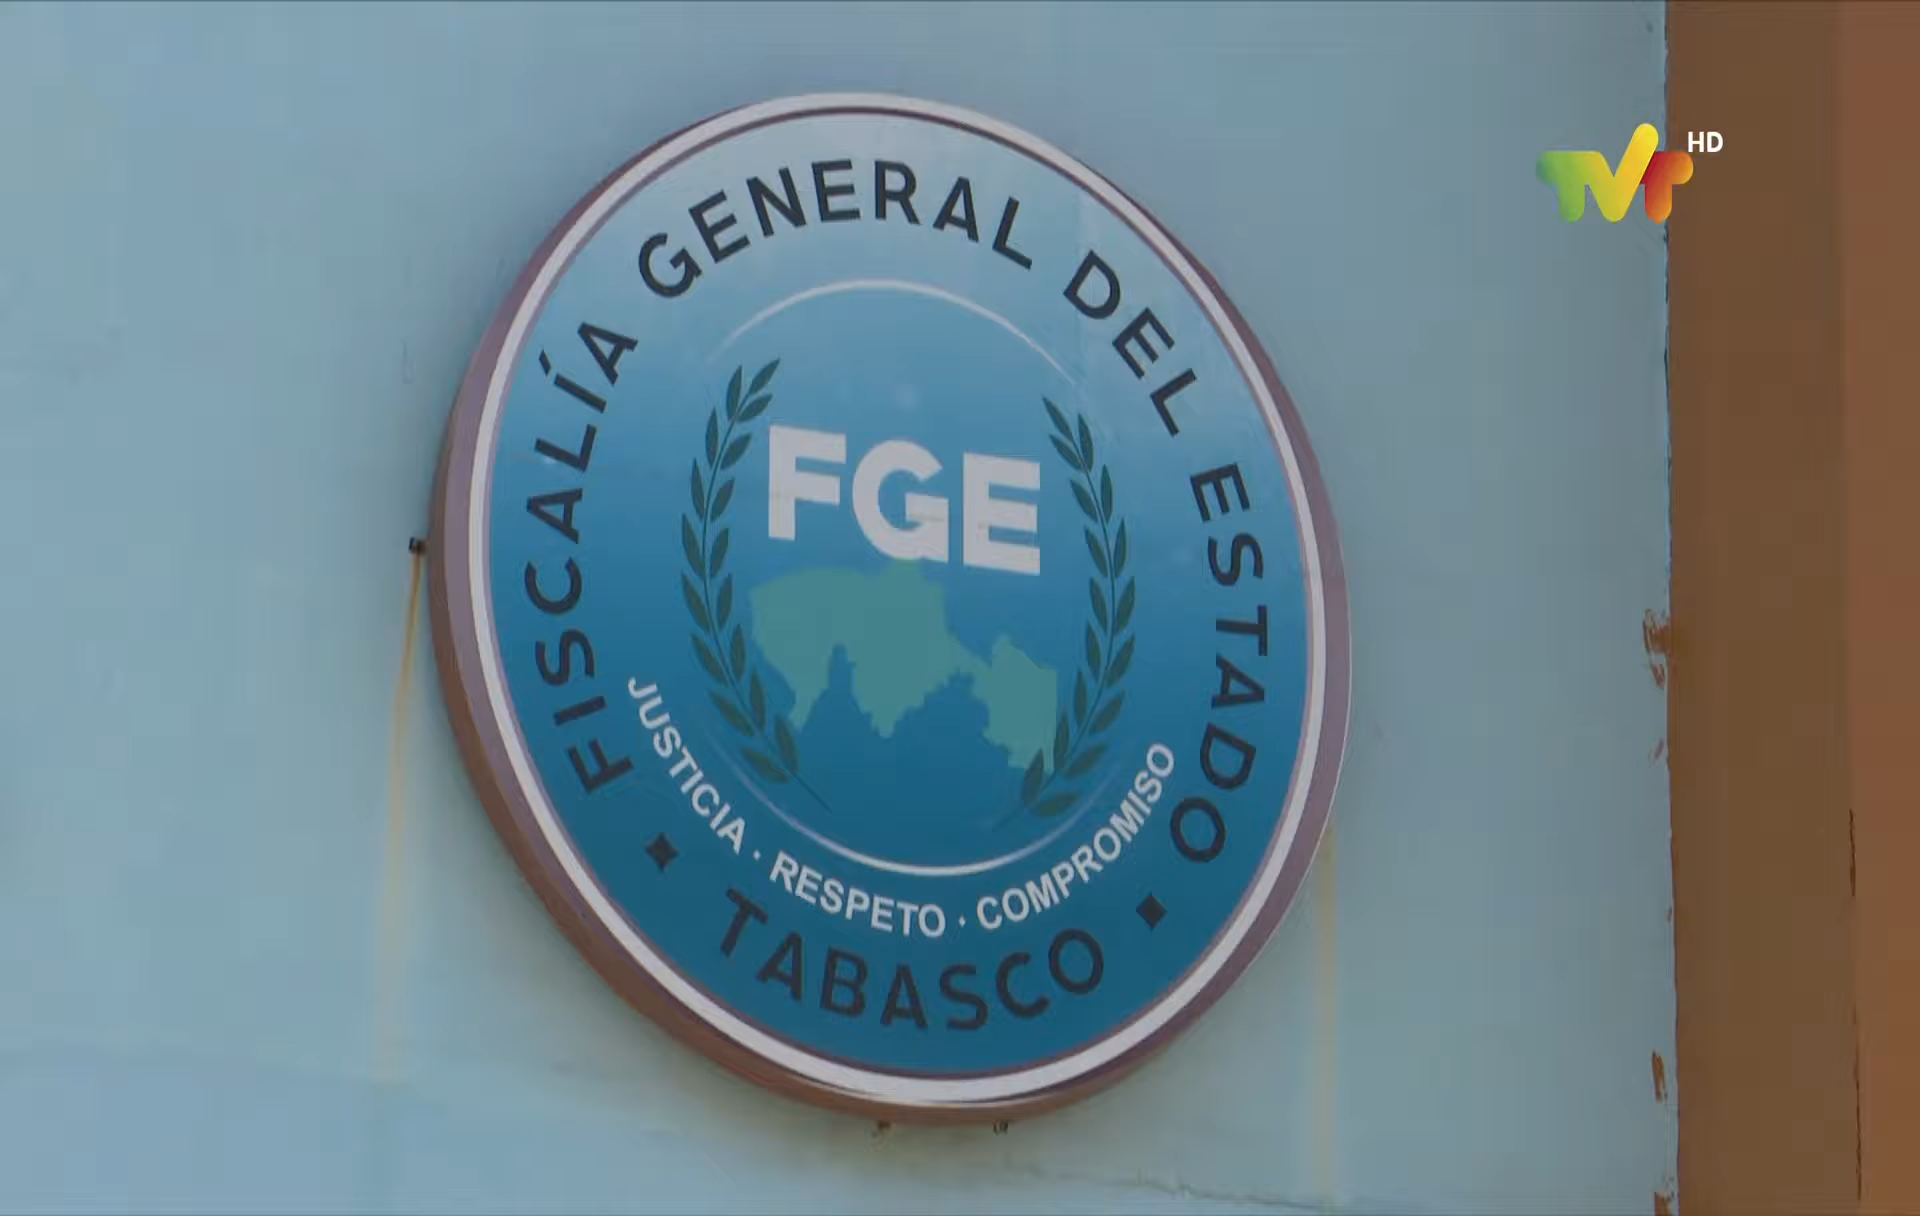 FISCALÍA GENERAL DEL ESTADO
FGE
JUSTICIA · RESPETO · COMPROMISO
TABASCO
TVT HD